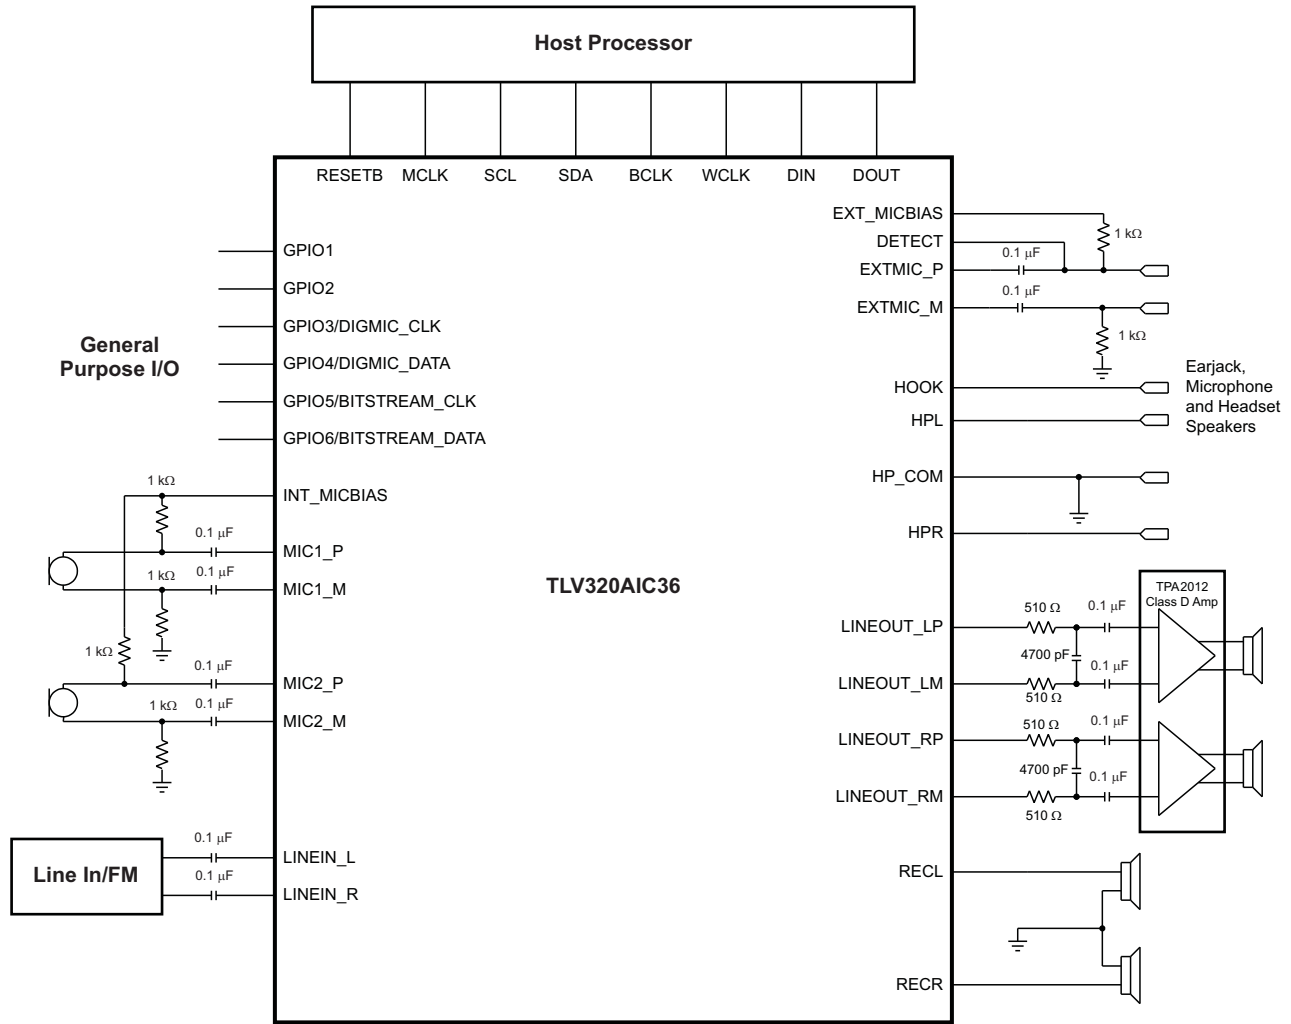 Host Processor
RESETB MCLK SCL SDA BCLK WCLK DIN DOUT
EXT_MICBIAS
1 kΩ
DETECT
0.1 μF
EXTMIC_P
0.1 μF
EXTMIC_M
1 kΩ
HOOK
HPL
Earjack,
Microphone
and Headset
Speakers
HP_COM
HPR
GPIO1
GPIO2
GPIO3/DIGMIC_CLK
GPIO4/DIGMIC_DATA
GPIO5/BITSTREAM_CLK
GPIO6/BITSTREAM_DATA
General
Purpose I/O
1 kΩ
INT_MICBIAS
0.1 μF
MIC1_P
1 kΩ
0.1 μF
MIC1_M
1 kΩ
0.1 μF
MIC2_P
1 kΩ
0.1 μF
MIC2_M
TLV320AIC36
TPA2012
Class D Amp
LINEOUT_LP
510 Ω
0.1 μF
4700 pF
0.1 μF
LINEOUT_LM
510 Ω
510 Ω
0.1 μF
LINEOUT_RP
4700 pF
0.1 μF
LINEOUT_RM
510 Ω
Line In/FM
0.1 μF
LINEIN_L
0.1 μF
LINEIN_R
RECL
RECR